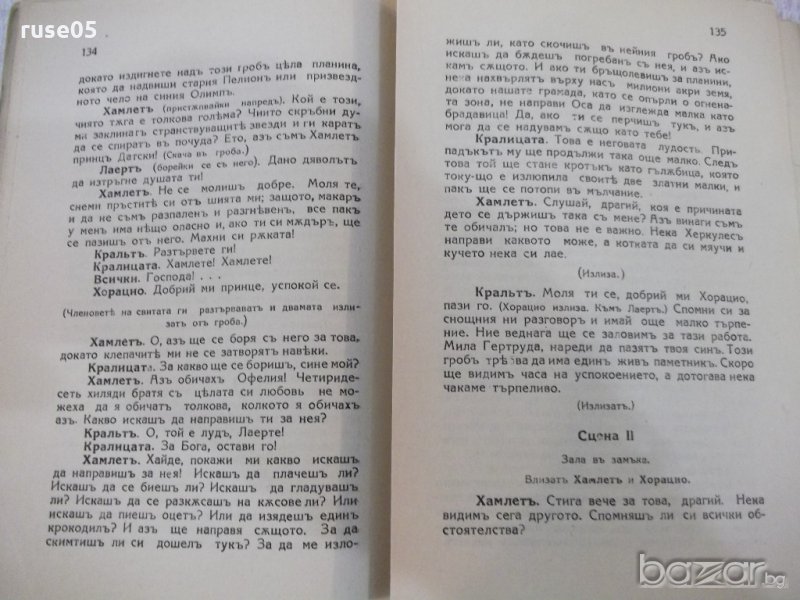 ruse05
134
докато издигнете надъ този гробъ цѣла планина,
която да надвиши стария Пелионъ или призвезд-
ното чело на синия Олимпъ.
Хамлетъ (пристѫпвайки напредъ). Кой е този,
чиято тѫга е толкова голѣма? Чиито скръбни ду-
ми заклинатъ странствуващитѣ звезди и ги каратъ
да се спиратъ въ почуда? Ето, азъ съмъ Хамлетъ
принцъ Датски! (Скача въ гроба.)
Лаертъ (борейки се съ него). Дано дяволътъ
да изтръгне душата ти!
Хамлетъ. Не се молишъ добре. Моля те,
снеми пръститѣ си отъ шията ми; защото, макаръ
и да не съмъ разпаленъ и разгнѣвенъ, все пакъ
у мене има нѣщо опасно и, ако ти си мѫдъръ, ще
се пазишъ отъ него. Махни си рѫката!
Кральтъ. Разтървете ги!
Кралицата. Хамлете! Хамлете!
Всички. Господа! . . .
Хорацио. Добрий ми принце, успокой се.
(Членоветѣ на свитата ги разтърваватъ и двамата изли-
затъ отъ гроба.)
Хамлетъ. О, азъ ще се боря съ него за това,
докато клепачитѣ ми не се затворятъ навѣки.
Кралицата. За какво ще се боришъ, сине мой?
Хамлетъ. Азъ обичахъ Офелия! Четириде-
сеть хиляди братя съ цѣлата си любовь не мо-
жеха да я обичатъ толкова, колкото я обичахъ
азъ. Какво искашъ да направишъ ти за нея?
Кральтъ. О, той е лудъ, Лаерте!
Кралицата. За Бога, остави го!
Хамлетъ. Хайде, покажи ми какво искашъ
да направишъ за нея! Искашъ да плачешъ ли?
Искашъ да се биешъ ли? Искашъ да гладувашъ
ли? Искашъ да се разкѫсашъ на кѫсове ли? Или
искашъ да пиешъ оцетъ? Или да изядешъ единъ
крокодилъ? И азъ ще направя сѫщото. За да
скимтишъ ли си дошелъ тукъ? За да ме изло-
135
жишъ ли, като скочишъ въ нейния гробъ? Ако
искашъ да бѫдешъ погребанъ съ нея, и азъ ис-
камъ сѫщото. И ако ти бръщолевишъ за планини,
нека нахвърлятъ върху насъ милиони акри земя,
докато нашата грамада, като се опърли о огнена-
та зона, не направи Оса да изглежда малка като
брадавица! Да, ако ти се перчишъ тукъ, и азъ
мога да се надувамъ сѫщо като тебе!
Кралицата. Това е неговата лудость. При-
падъкътъ му ще продължи така още малко. Следъ
това той ще стане кротъкъ като гълѫбица, която
току-що е излюпила своитѣ две златни малки, и
пакъ ще се потопи въ мълчание.
Хамлетъ. Слушай, драгий, коя е причината
дето се държишъ така съ мене? Азъ винаги съмъ
те обичалъ; но това не е важно. Нека Херкулесъ
направи каквото може, а котката да си мяучи и
кучето нека си лае.
(Излиза.)
Кральтъ. Моля ти се, добрий ми Хорацио,
пази го. (Хорацио излиза. Къмъ Лаертъ.) Спомни си за
снощния ни разговоръ и имай още малко търпе-
ние. Ние веднага ще се заловимъ за тази работа.
Мила Гертруда, нареди да пазятъ твоя синъ. Този
гробъ трѣбва да има единъ живъ паметникъ. Скоро
ще видимъ часа на успокоението, а дотогава нека
чакаме търпеливо.
(Излизатъ.)
Сцена II
Зала въ замъка.
Влизатъ Хамлетъ и Хорацио.
Хамлетъ. Стига вече за това, драгий. Нека
видимъ сега другото. Спомняшъ ли си всички об-
стоятелства?
bazar.bg